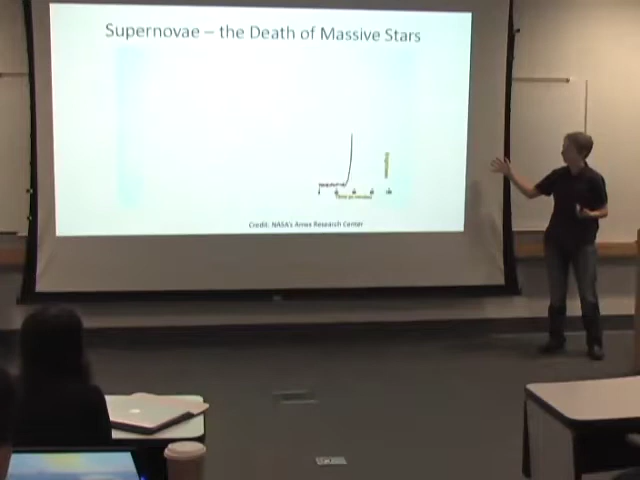 Supernovae – the Death of Massive Stars
Credit: NASA's Ames Research Center